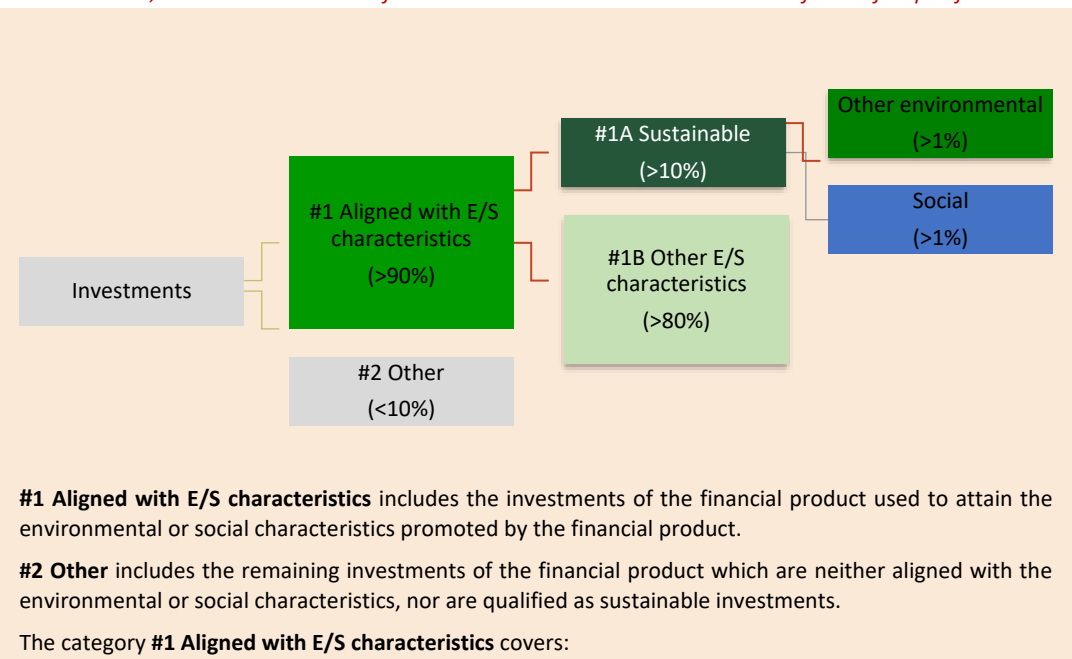 Investments
#1 Aligned with E/S
characteristics
(>90%)
#2 Other
(<10%)
#1A Sustainable
(>10%)
#1B Other E/S
characteristics
(>80%)
Other environmental
(>1%)
Social
(>1%)
#1 Aligned with E/S characteristics includes the investments of the financial product used to attain the
environmental or social characteristics promoted by the financial product.
#2 Other includes the remaining investments of the financial product which are neither aligned with the
environmental or social characteristics, nor are qualified as sustainable investments.
The category #1 Aligned with E/S characteristics covers: